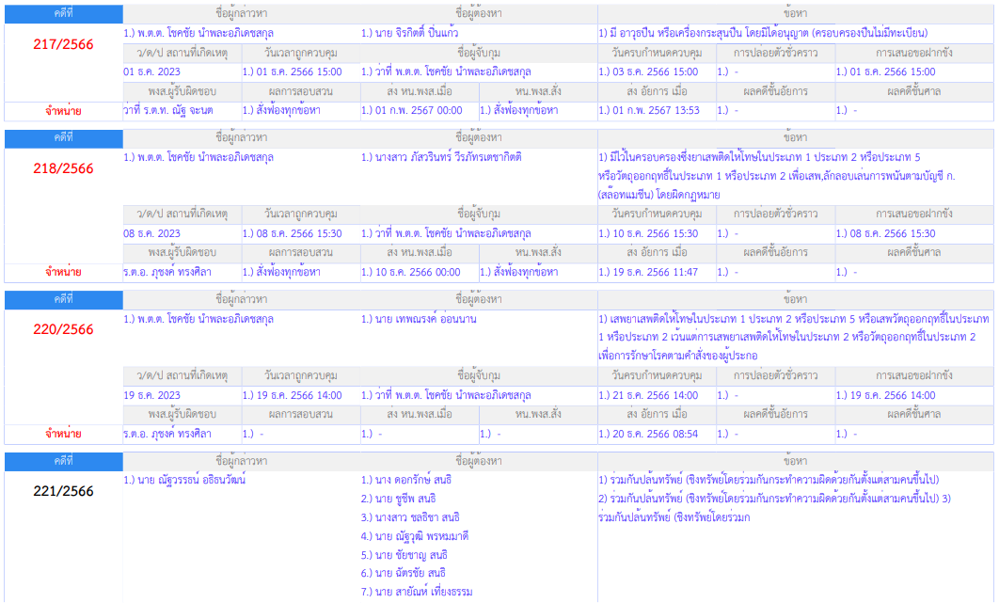 คดีที่ ชื่อผู้กล่าวหา ชื่อผู้ต้องหา ข้อหา
217/2566 1.) พ.ต.ต. โชคชัย นำพละอภิเดชสกุล 1.) นาย จิรกิตติ์ ปิ่นแก้ว 1) มี อาวุธปืน หรือเครื่องกระสุนปืน โดยมิได้อนุญาต (ครอบครองปืนไม่มีทะเบียน)
ว/ด/ป สถานที่เกิดเหตุ วันเวลาถูกควบคุม ชื่อผู้จับกุม วันครบกำหนดควบคุม การปล่อยตัวชั่วคราว การเสนอขอฝากขัง
01 ธ.ค. 2023 1.) 01 ธ.ค. 2566 15:00 1.) ว่าที่ พ.ต.ต. โชคชัย นำพละอภิเดชสกุล 1.) 03 ธ.ค. 2566 15:00 1.) - 1.) 01 ธ.ค. 2566 15:00
พงส.ผู้รับผิดชอบ ผลการสอบสวน ส่ง หน.พงส.เมื่อ หน.พงส.สั่ง ส่ง อัยการ เมื่อ ผลคดีชั้นอัยการ ผลคดีชั้นศาล
จำหน่าย ว่าที่ ร.ต.ท. ณัฐ จะนต 1.) สั่งฟ้องทุกข้อหา 1.) 01 ก.พ. 2567 00:00 1.) สั่งฟ้องทุกข้อหา 1.) 01 ก.พ. 2567 13:53 1.) - 1.) -
คดีที่ ชื่อผู้กล่าวหา ชื่อผู้ต้องหา ข้อหา
218/2566 1.) พ.ต.ต. โชคชัย นำพละอภิเดชสกุล 1.) นางสาว ภัสวรินทร์ วีรภัทรเตชากิตติ 1) มีไว้ในครอบครองซึ่งยาเสพติดให้โทษในประเภท 1 ประเภท 2 หรือประเภท 5
หรือวัตถุออกฤทธิ์ในประเภท 1 หรือประเภท 2 เพื่อเสพ,ลักลอบเล่นการพนันตามบัญชี ก.
(สล๊อทแมชีน) โดยผิดกฎหมาย
ว/ด/ป สถานที่เกิดเหตุ วันเวลาถูกควบคุม ชื่อผู้จับกุม วันครบกำหนดควบคุม การปล่อยตัวชั่วคราว การเสนอขอฝากขัง
08 ธ.ค. 2023 1.) 08 ธ.ค. 2566 15:30 1.) ว่าที่ พ.ต.ต. โชคชัย นำพละอภิเดชสกุล 1.) 10 ธ.ค. 2566 15:30 1.) - 1.) 08 ธ.ค. 2566 15:30
พงส.ผู้รับผิดชอบ ผลการสอบสวน ส่ง หน.พงส.เมื่อ หน.พงส.สั่ง ส่ง อัยการ เมื่อ ผลคดีชั้นอัยการ ผลคดีชั้นศาล
จำหน่าย ร.ต.อ. ภุชงค์ ทรงศิลา 1.) สั่งฟ้องทุกข้อหา 1.) 10 ธ.ค. 2566 00:00 1.) สั่งฟ้องทุกข้อหา 1.) 19 ธ.ค. 2566 11:47 1.) - 1.) -
คดีที่ ชื่อผู้กล่าวหา ชื่อผู้ต้องหา ข้อหา
220/2566 1.) พ.ต.ต. โชคชัย นำพละอภิเดชสกุล 1.) นาย เทพณรงค์ อ่อนนาน 1) เสพยาเสพติดให้โทษในประเภท 1 ประเภท 2 หรือประเภท 5 หรือเสพวัตถุออกฤทธิ์ในประเภท
1 หรือประเภท 2 เว้นแต่การเสพยาเสพติดให้โทษในประเภท 2 หรือวัตถุออกฤทธิ์ในประเภท 2
เพื่อการรักษาโรคตามคำสั่งของผู้ประกอ
ว/ด/ป สถานที่เกิดเหตุ วันเวลาถูกควบคุม ชื่อผู้จับกุม วันครบกำหนดควบคุม การปล่อยตัวชั่วคราว การเสนอขอฝากขัง
19 ธ.ค. 2023 1.) 19 ธ.ค. 2566 14:00 1.) ว่าที่ พ.ต.ต. โชคชัย นำพละอภิเดชสกุล 1.) 21 ธ.ค. 2566 14:00 1.) - 1.) 19 ธ.ค. 2566 14:00
พงส.ผู้รับผิดชอบ ผลการสอบสวน ส่ง หน.พงส.เมื่อ หน.พงส.สั่ง ส่ง อัยการ เมื่อ ผลคดีชั้นอัยการ ผลคดีชั้นศาล
จำหน่าย ร.ต.อ. ภุชงค์ ทรงศิลา 1.) - 1.) - 1.) - 1.) 20 ธ.ค. 2566 08:54 1.) - 1.) -
คดีที่ ชื่อผู้กล่าวหา ชื่อผู้ต้องหา ข้อหา
221/2566 1.) นาย ณัฐวรรธน์ อธิธนวัฒน์ 1.) นาง ดอกรักษ์ สนธิ 1) ร่วมกันปล้นทรัพย์ (ชิงทรัพย์โดยร่วมกันกระทำความผิดด้วยกันตั้งแต่สามคนขึ้นไป)
2.) นาย ชูชีพ สนธิ 2) ร่วมกันปล้นทรัพย์ (ชิงทรัพย์โดยร่วมกันกระทำความผิดด้วยกันตั้งแต่สามคนขึ้นไป) 3)
3.) นางสาว ชลธิชา สนธิ ร่วมกันปล้นทรัพย์ (ชิงทรัพย์โดยร่วมก
4.) นาย ณัฐวุฒิ พรหมมาดี
5.) นาย ชัยชาญ สนธิ
6.) นาย ฉัตรชัย สนธิ
7.) นาย สายัณห์ เที่ยงธรรม